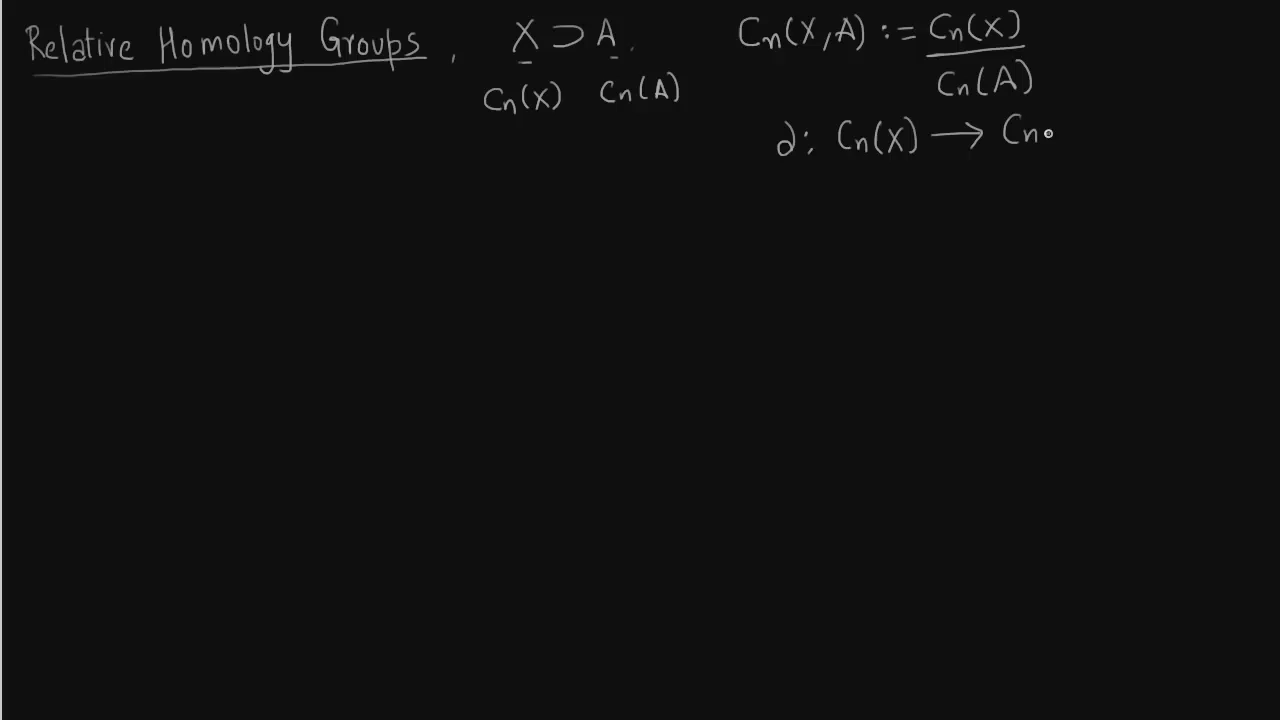 Relative Homology Groups, X ⊃ A. Cn(X,A) := Cn(X)
Cn(X) Cn(A) Cn(A)
∂: Cn(X) ⟶ Cn